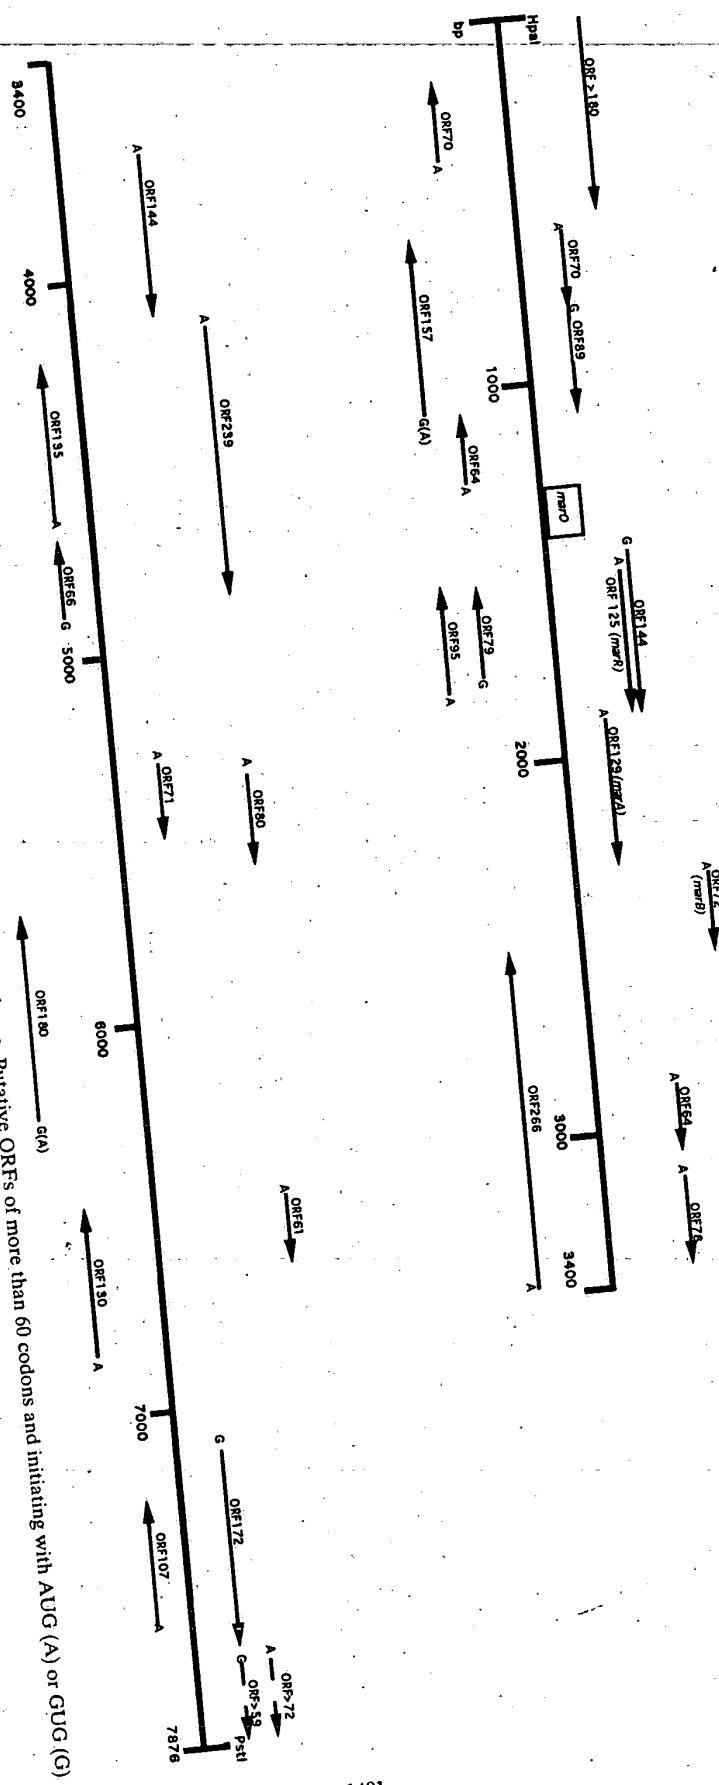 HpaI
bp
ORF>180
ORF70
A
A
ORF70
G
ORF89
ORF157
G(A)
1000
ORF64
A
marO
G
A
ORF144
ORF 125 (marR)
ORF79
G
ORF95
A
A
ORF129 (marA)
2000
A
(marB)
ORF266
A
A
ORF64
3000
A
ORF78
3400
3400
A
ORF144
4000
A
ORF239
ORF135
A
ORF66
G
5000
A
ORF71
A
ORF80
ORF180
G(A)
6000
A
ORF61
ORF130
A
7000
G
ORF172
ORF107
A
A
ORF>72
G
ORF>59
PstI
7876
Putative ORFs of more than 60 codons and initiating with AUG (A) or GUG (G)